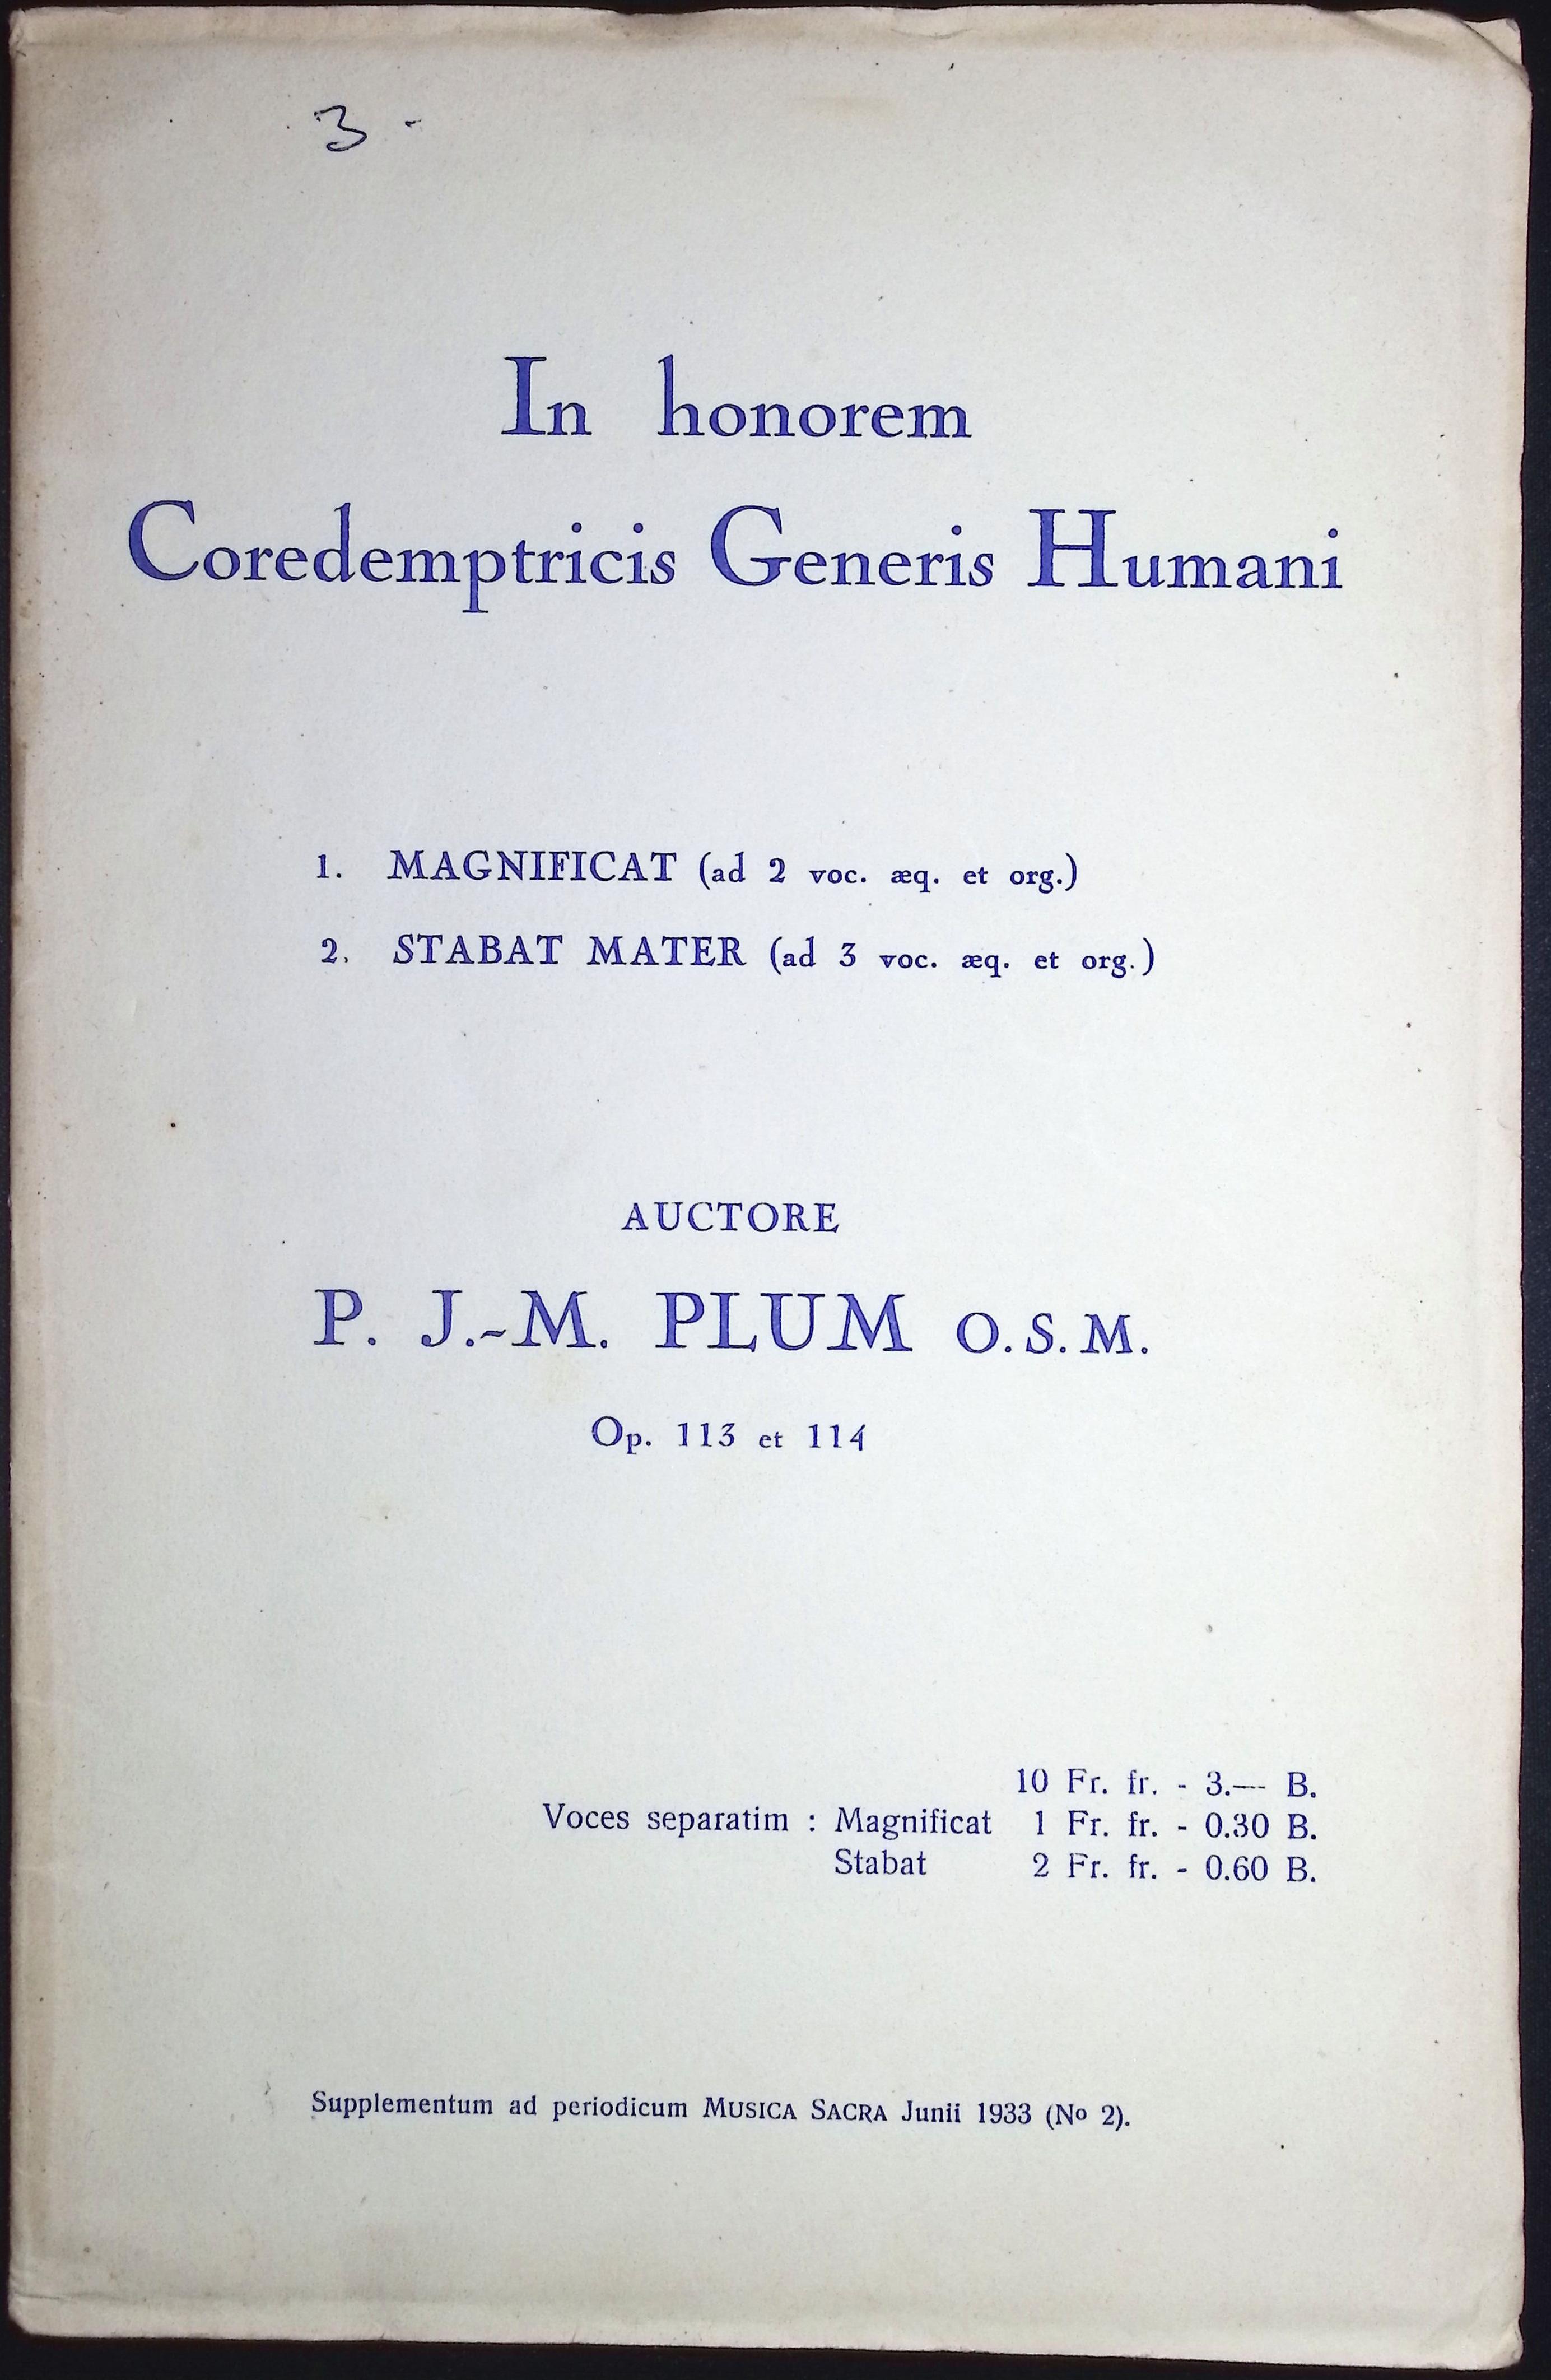 3 -
In honorem
Coredemptricis Generis Humani
1. MAGNIFICAT (ad 2 voc. æq. et org.)
2. STABAT MATER (ad 3 voc. æq. et org.)
AUCTORE
P. J.-M. PLUM O.S.M.
Op. 113 et 114
10 Fr. fr. - 3.— B.
Voces separatim : Magnificat 1 Fr. fr. - 0.30 B.
Stabat 2 Fr. fr. - 0.60 B.
Supplementum ad periodicum MUSICA SACRA Junii 1933 (No 2).